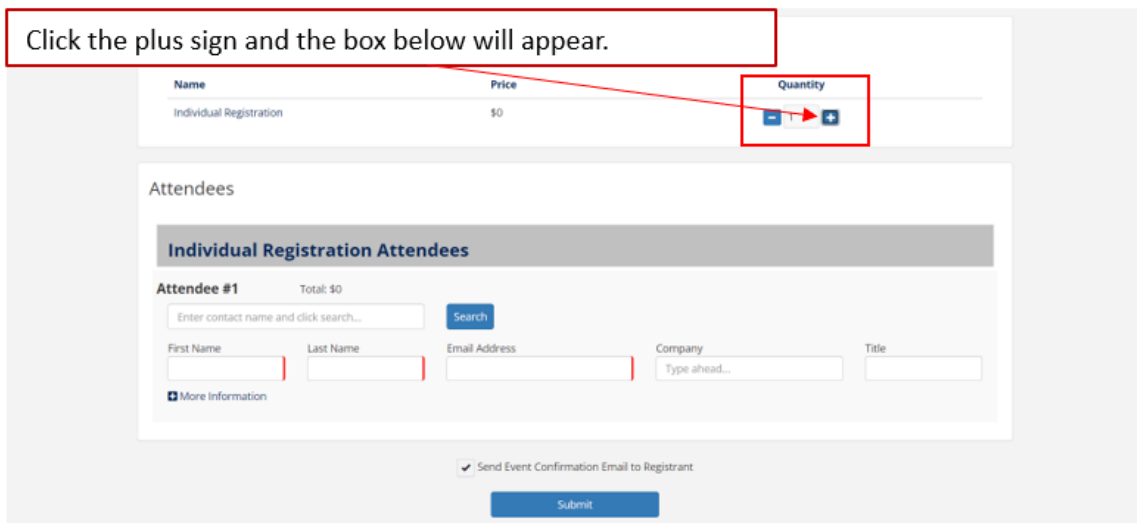 Click the plus sign and the box below will appear.
Name Price Quantity
Individual Registration $0 1
Attendees
Individual Registration Attendees
Attendee #1 Total: $0
Enter contact name and click search... Search
First Name Last Name Email Address Company Title
Type ahead...
More Information
Send Event Confirmation Email to Registrant
Submit